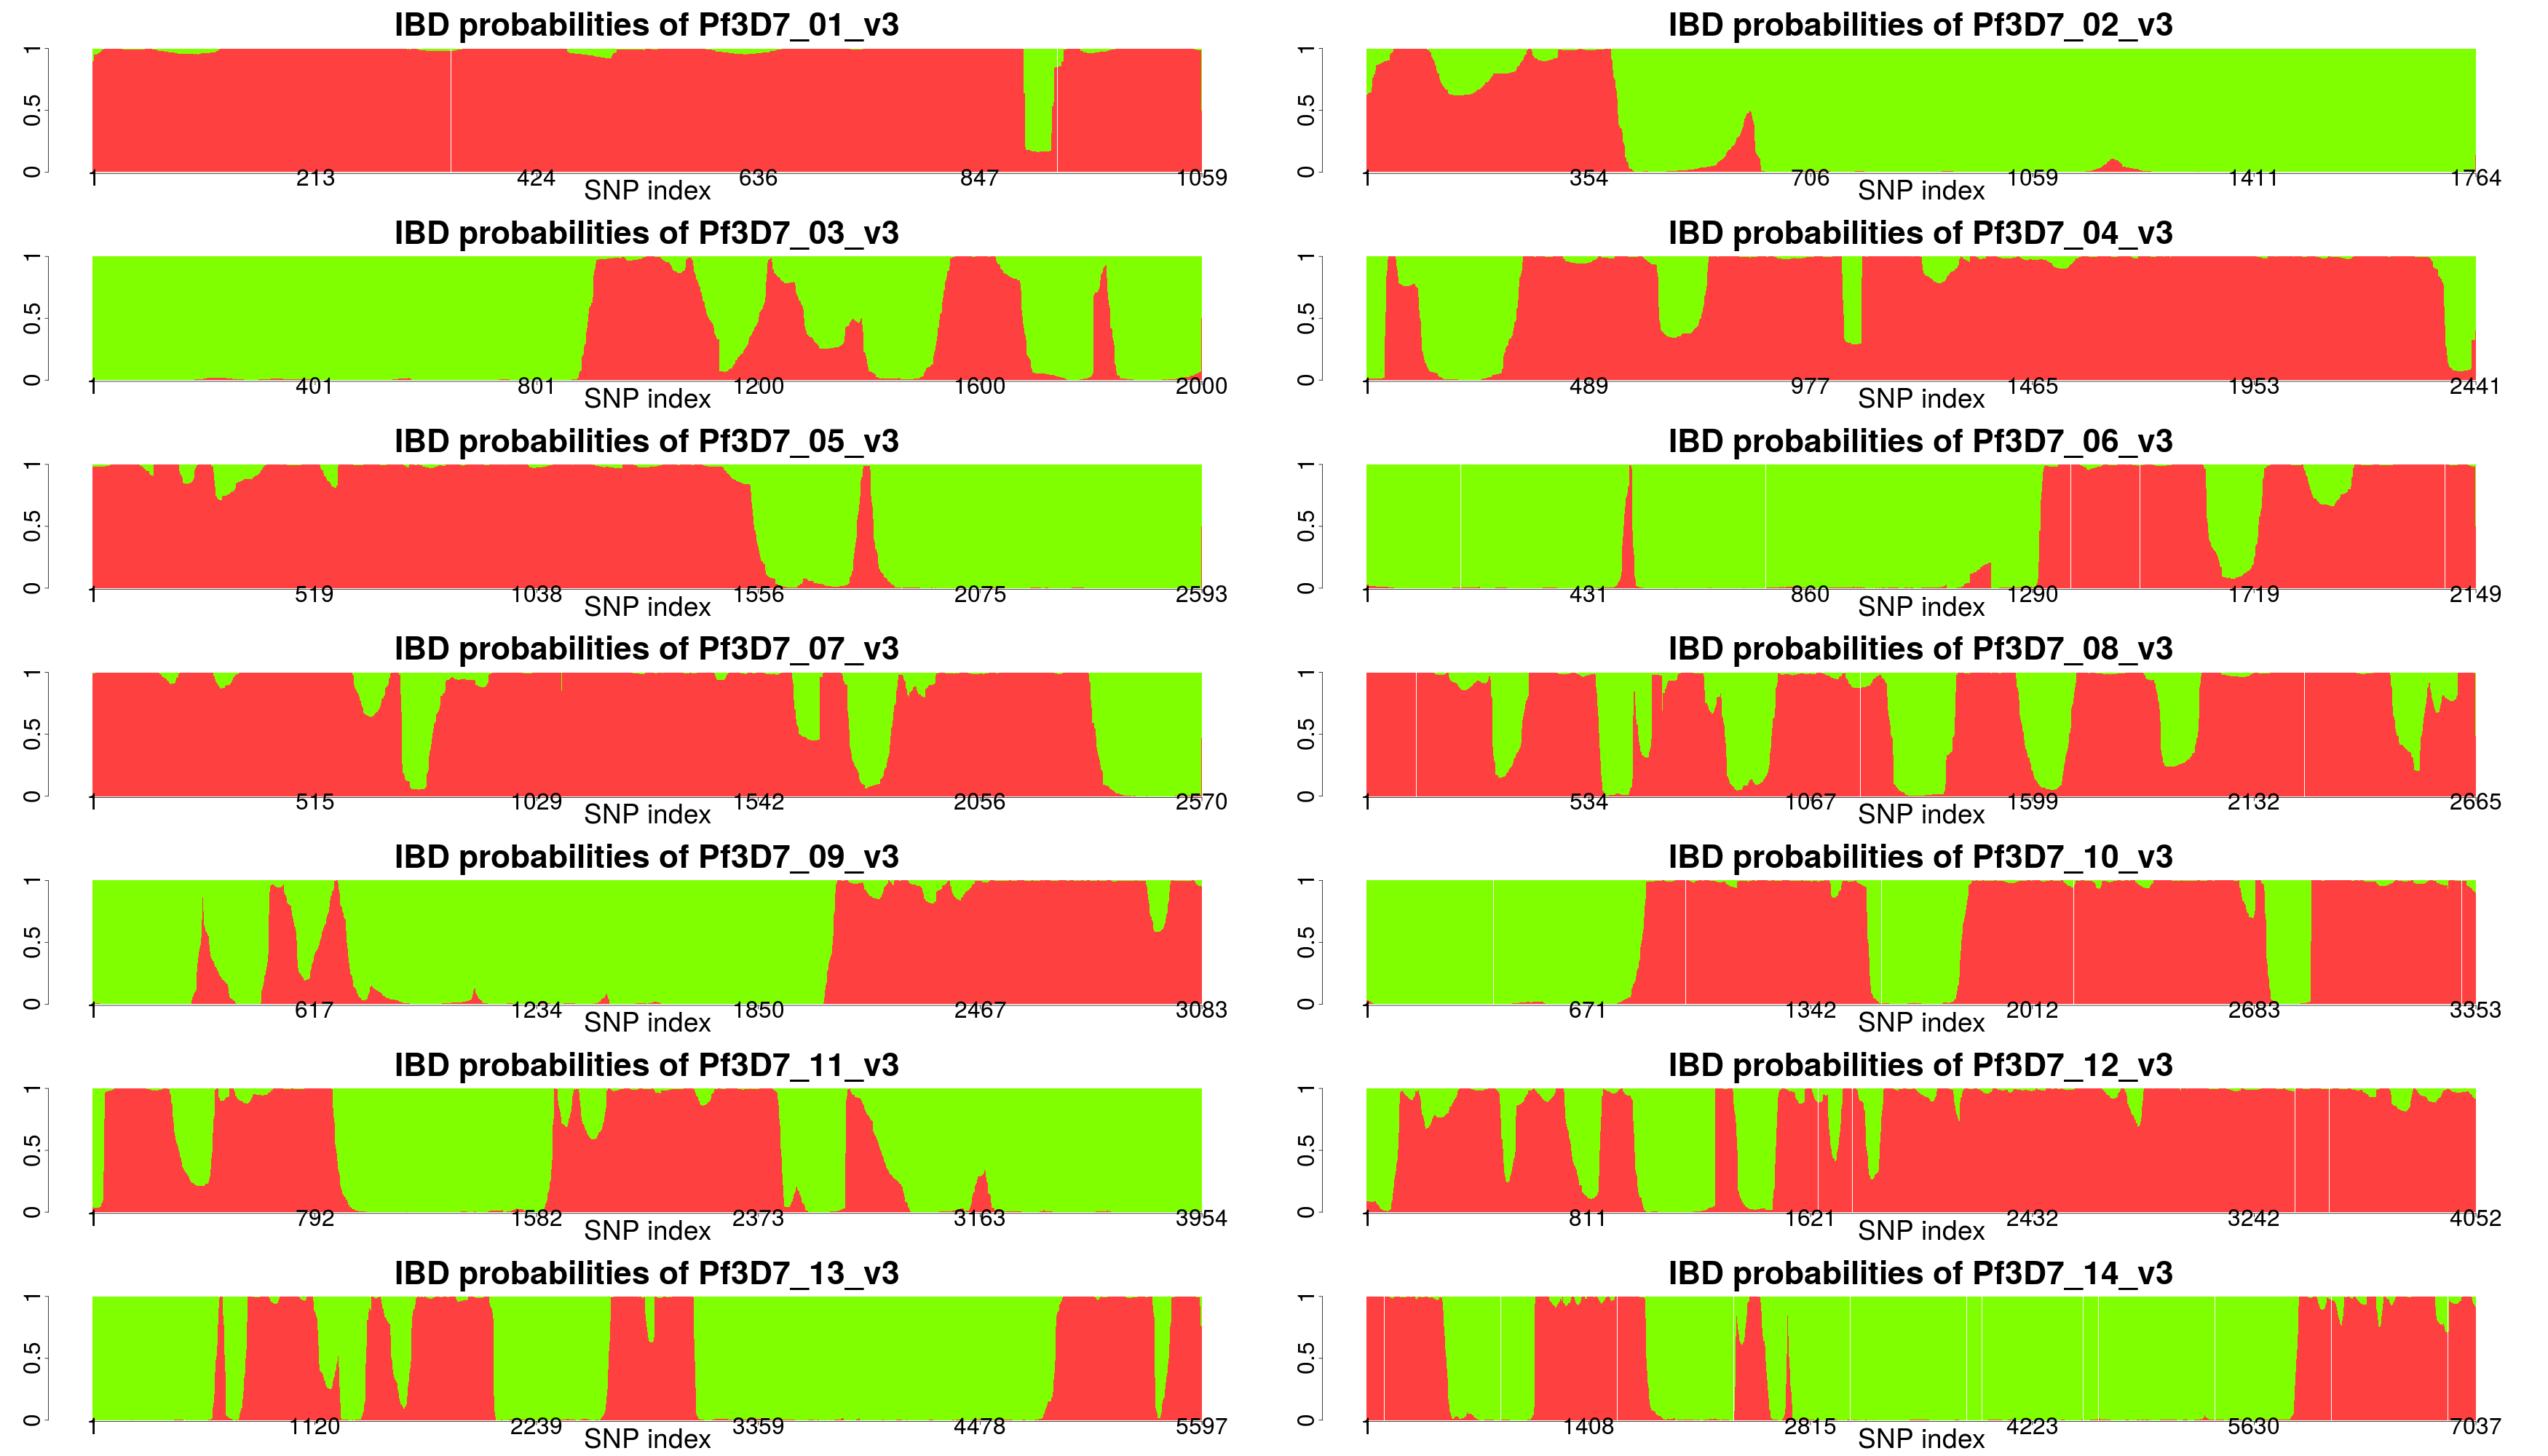 IBD probabilities of Pf3D7_01_v3
0 0.5 1
1 213 424 636 847 1059
SNP index
IBD probabilities of Pf3D7_02_v3
0 0.5 1
1 354 706 1059 1411 1764
SNP index
IBD probabilities of Pf3D7_03_v3
0 0.5 1
1 401 801 1200 1600 2000
SNP index
IBD probabilities of Pf3D7_04_v3
0 0.5 1
1 489 977 1465 1953 2441
SNP index
IBD probabilities of Pf3D7_05_v3
0 0.5 1
1 519 1038 1556 2075 2593
SNP index
IBD probabilities of Pf3D7_06_v3
0 0.5 1
1 431 860 1290 1719 2149
SNP index
IBD probabilities of Pf3D7_07_v3
0 0.5 1
1 515 1029 1542 2056 2570
SNP index
IBD probabilities of Pf3D7_08_v3
0 0.5 1
1 534 1067 1599 2132 2665
SNP index
IBD probabilities of Pf3D7_09_v3
0 0.5 1
1 617 1234 1850 2467 3083
SNP index
IBD probabilities of Pf3D7_10_v3
0 0.5 1
1 671 1342 2012 2683 3353
SNP index
IBD probabilities of Pf3D7_11_v3
0 0.5 1
1 792 1582 2373 3163 3954
SNP index
IBD probabilities of Pf3D7_12_v3
0 0.5 1
1 811 1621 2432 3242 4052
SNP index
IBD probabilities of Pf3D7_13_v3
0 0.5 1
1 1120 2239 3359 4478 5597
SNP index
IBD probabilities of Pf3D7_14_v3
0 0.5 1
1 1408 2815 4223 5630 7037
SNP index